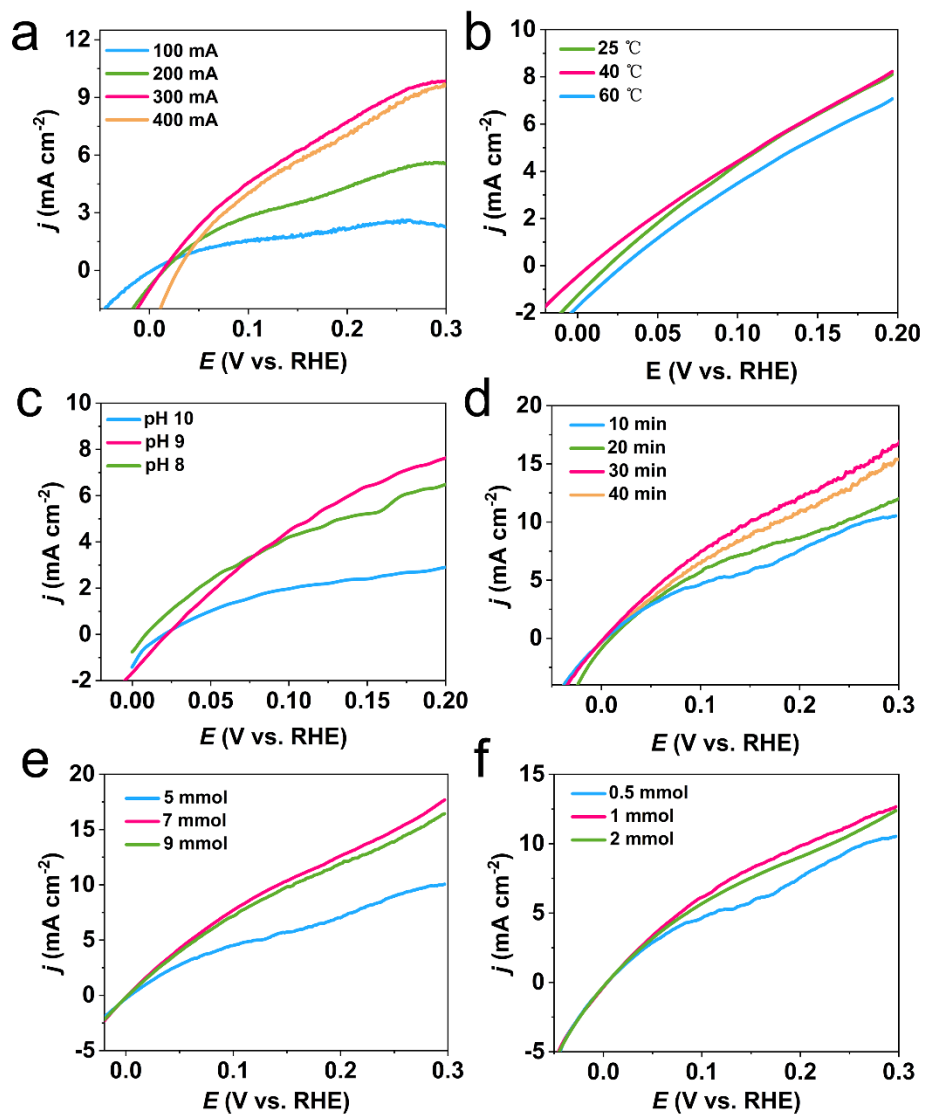 a
12
9
6
3
0
j (mA cm-2)
100 mA
200 mA
300 mA
400 mA
0.0
0.1
0.2
0.3
E (V vs. RHE)
b
10
8
6
4
2
0
-2
j (mA cm-2)
25 ℃
40 ℃
60 ℃
0.00
0.05
0.10
0.15
0.20
E (V vs. RHE)
c
10
8
6
4
2
0
-2
j (mA cm-2)
pH 10
pH 9
pH 8
0.00
0.05
0.10
0.15
0.20
E (V vs. RHE)
d
20
15
10
5
0
j (mA cm-2)
10 min
20 min
30 min
40 min
0.0
0.1
0.2
0.3
E (V vs. RHE)
e
20
15
10
5
0
-5
j (mA cm-2)
5 mmol
7 mmol
9 mmol
0.0
0.1
0.2
0.3
E (V vs. RHE)
f
15
10
5
0
-5
j (mA cm-2)
0.5 mmol
1 mmol
2 mmol
0.0
0.1
0.2
0.3
E (V vs. RHE)